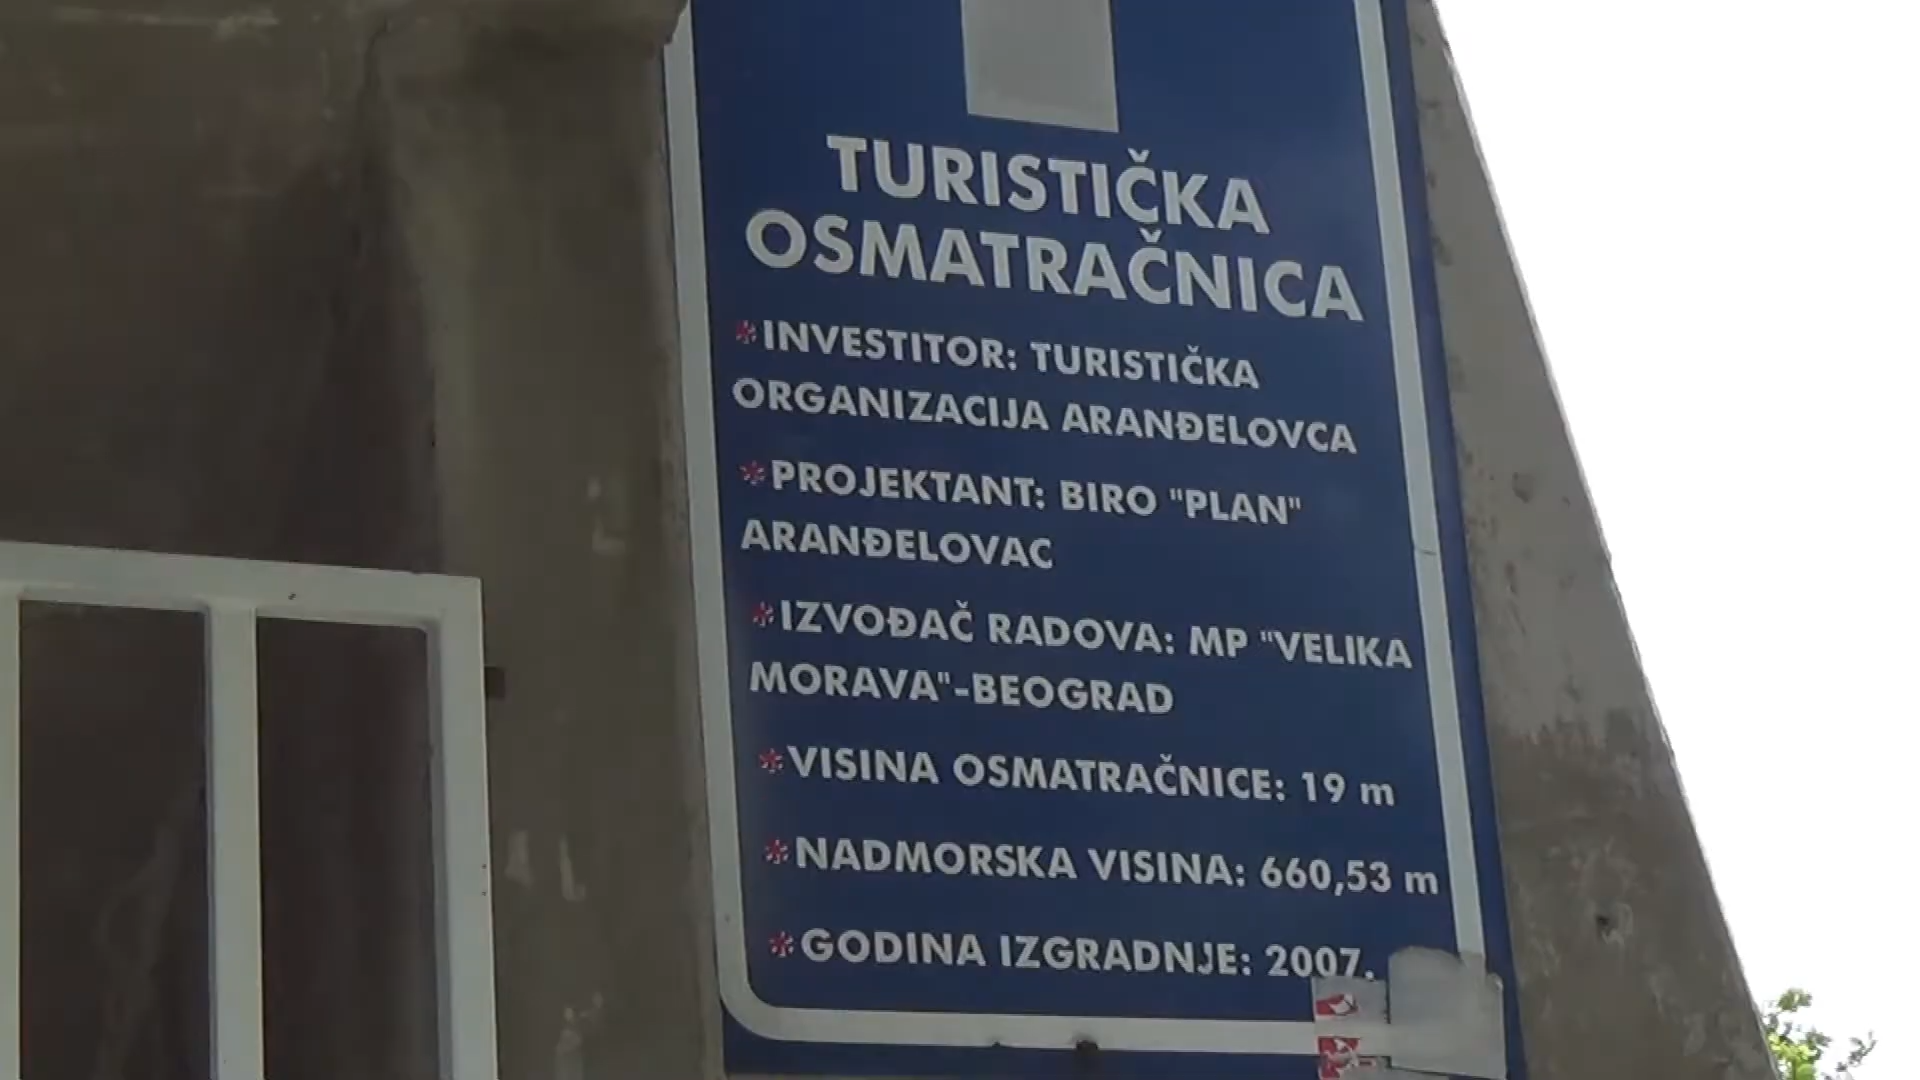 TURISTIČKA
OSMATRAČNICA
*INVESTITOR: TURISTIČKA
ORGANIZACIJA ARANĐELOVCA
*PROJEKTANT: BIRO "PLAN"
ARANĐELOVAC
*IZVOĐAČ RADOVA: MP "VELIKA
MORAVA"-BEOGRAD
*VISINA OSMATRAČNICE: 19 m
*NADMORSKA VISINA: 660,53 m
*GODINA IZGRADNJE: 2007.